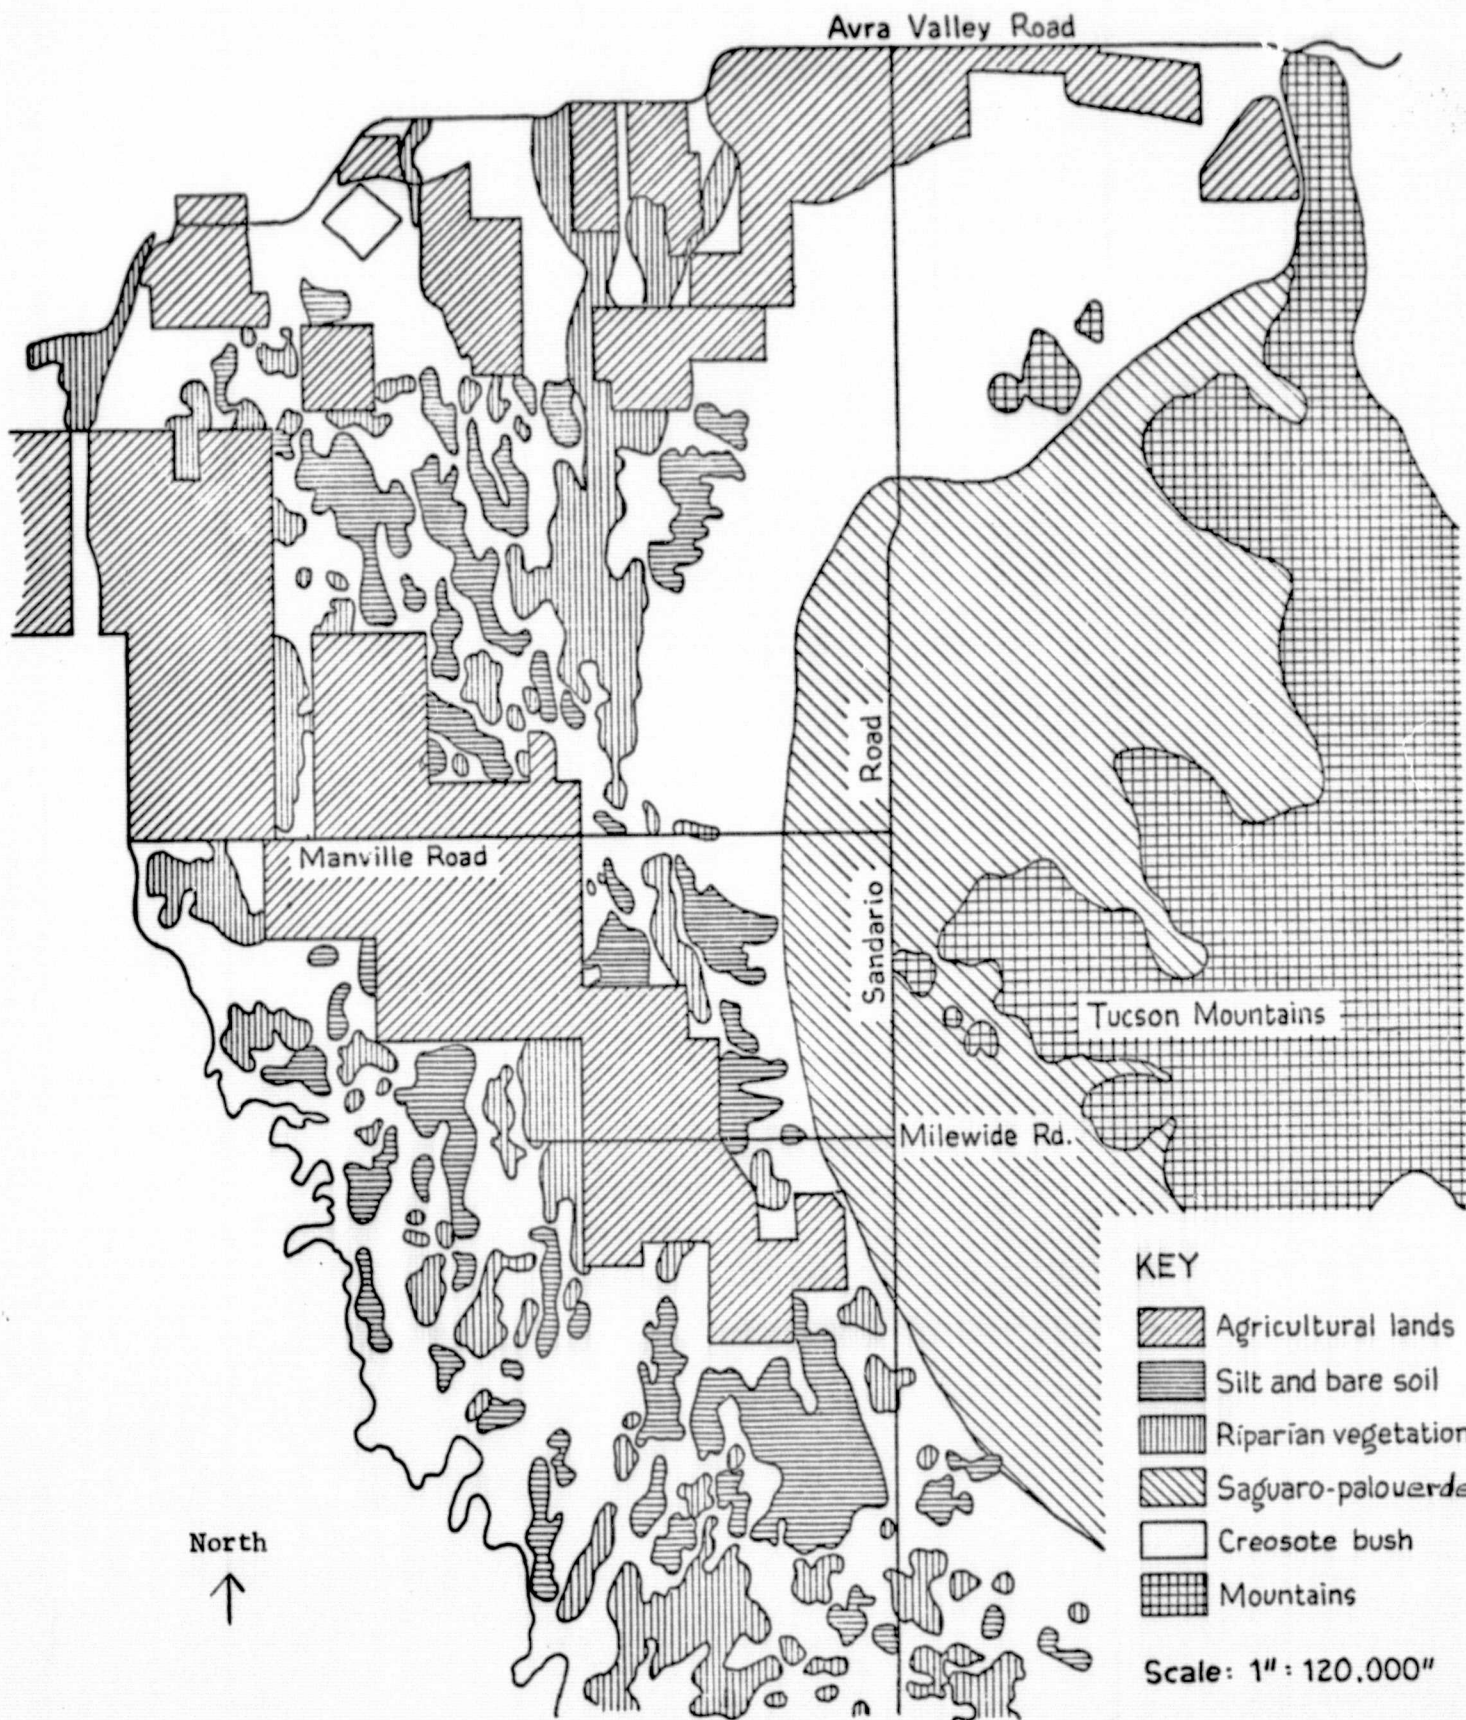 Avra Valley Road
Road
Manville Road
Sandario
Tucson Mountains
Milewide Rd.
KEY
Agricultural lands
Silt and bare soil
Riparian vegetation
Saguaro-paloverde
Creosote bush
Mountains
North
Scale: 1": 120.000"